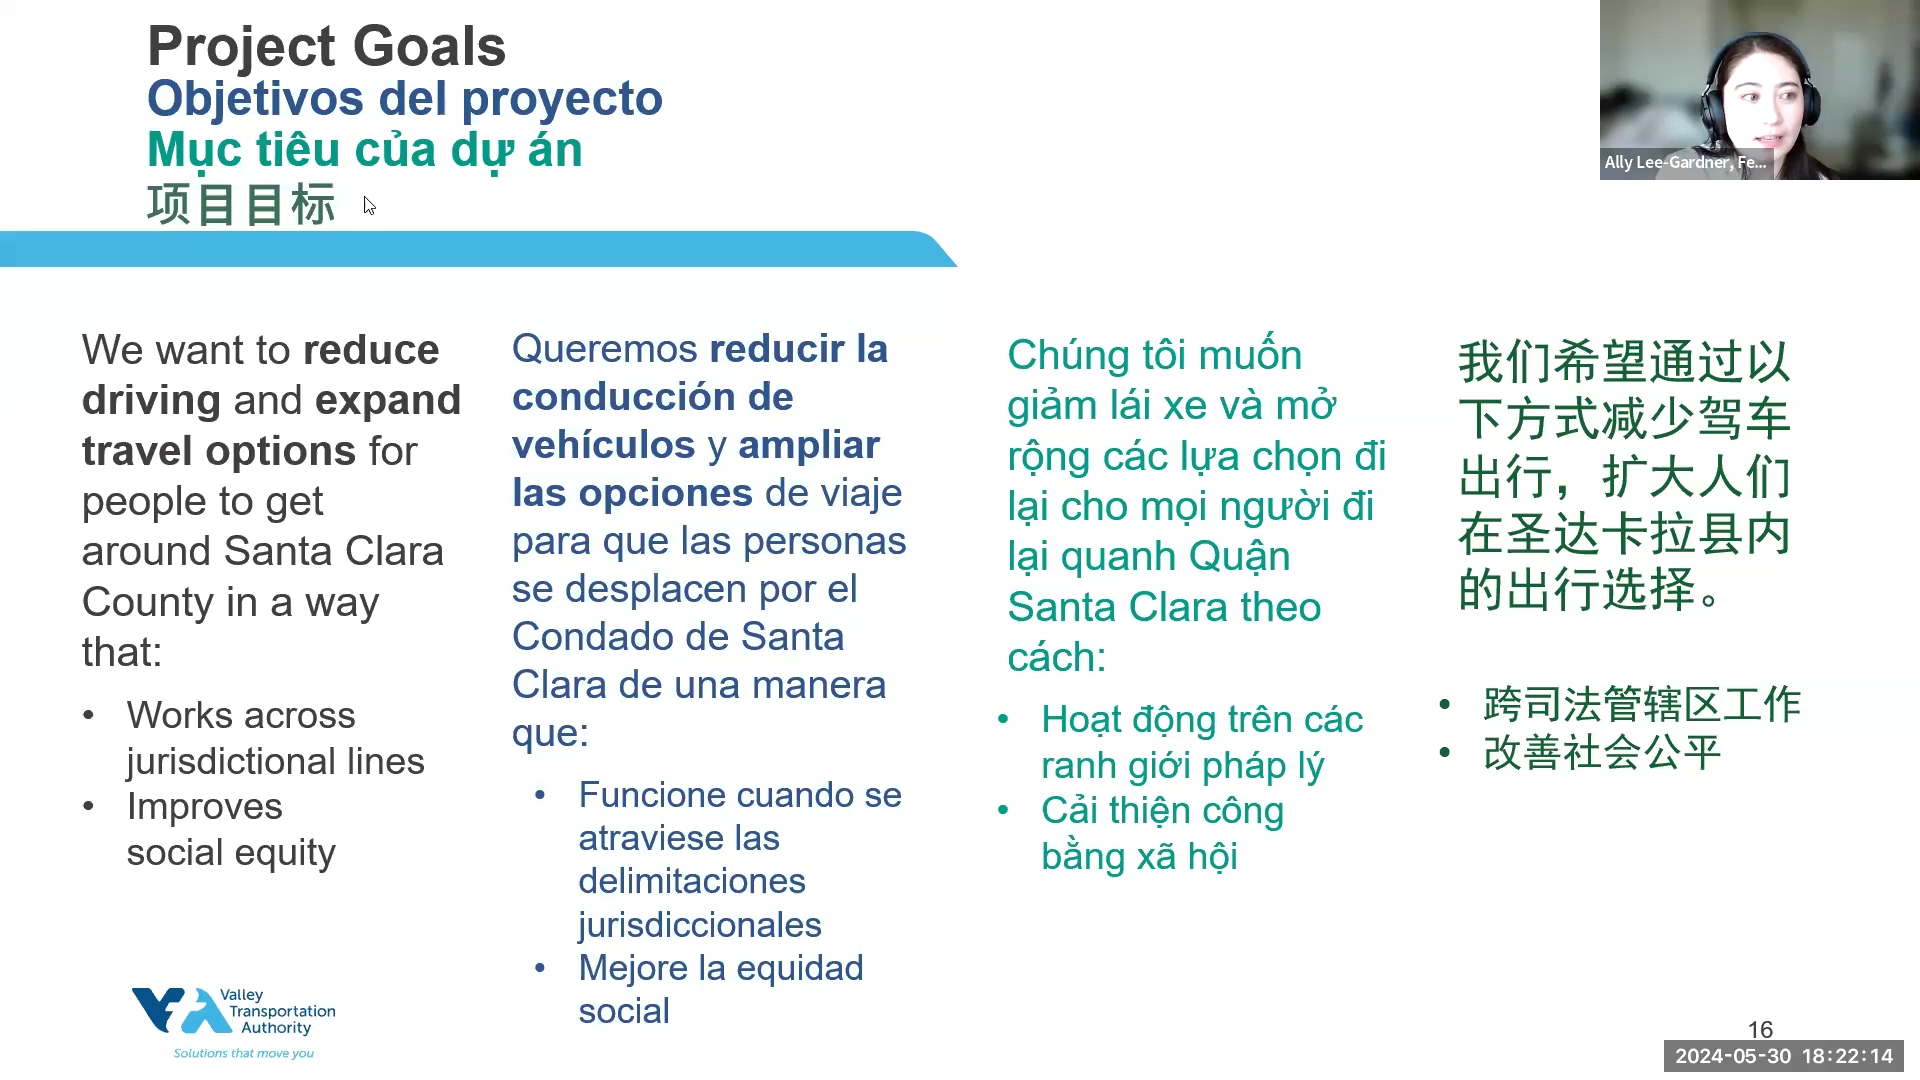 Project Goals
Objetivos del proyecto
Mục tiêu của dự án
项目目标
Ally Lee-Gardner, Fe...
We want to reduce
driving and expand
travel options for
people to get
around Santa Clara
County in a way
that:
• Works across
jurisdictional lines
• Improves
social equity
Queremos reducir la
conducción de
vehículos y ampliar
las opciones de viaje
para que las personas
se desplacen por el
Condado de Santa
Clara de una manera
que:
• Funcione cuando se
atraviese las
delimitaciones
jurisdiccionales
• Mejore la equidad
social
Chúng tôi muốn
giảm lái xe và mở
rộng các lựa chọn đi
lại cho mọi người đi
lại quanh Quận
Santa Clara theo
cách:
• Hoạt động trên các
ranh giới pháp lý
• Cải thiện công
bằng xã hội
我们希望通过以
下方式减少驾车
出行，扩大人们
在圣达卡拉县内
的出行选择。
• 跨司法管辖区工作
• 改善社会公平
VTA
Valley
Transportation
Authority
Solutions that move you
16
2024-05-30 18:22:14